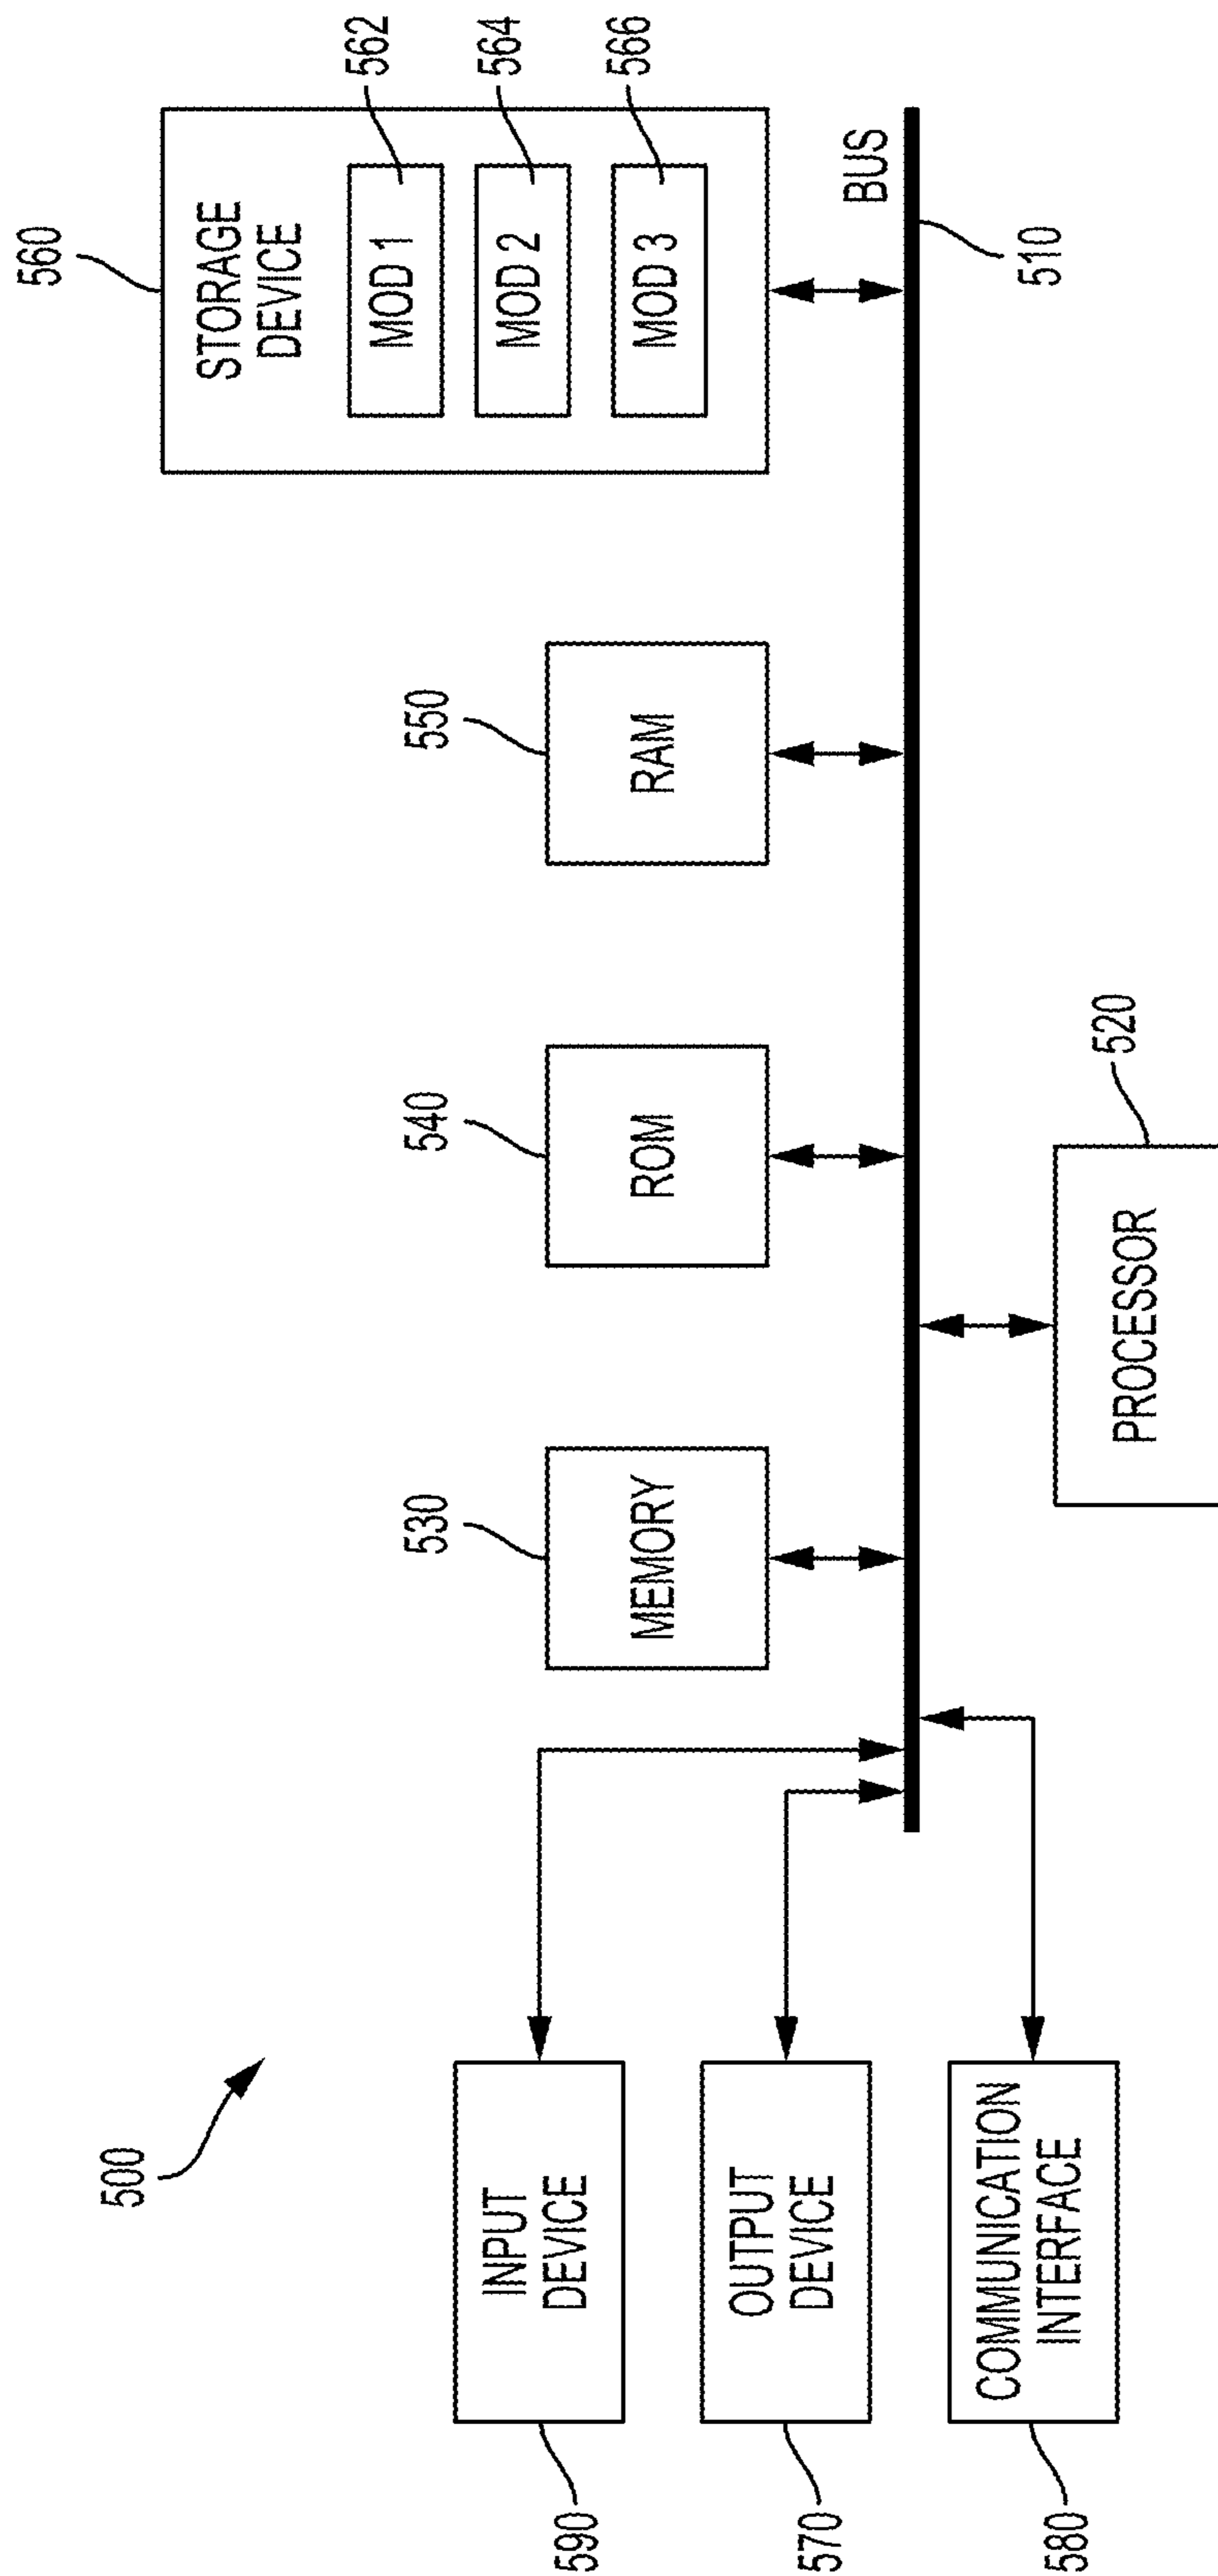 500
560
STORAGE
DEVICE
MOD 1
562
MOD 2
564
MOD 3
566
550
RAM
540
ROM
530
MEMORY
590
INPUT
DEVICE
570
OUTPUT
DEVICE
580
COMMUNICATION
INTERFACE
BUS
510
520
PROCESSOR